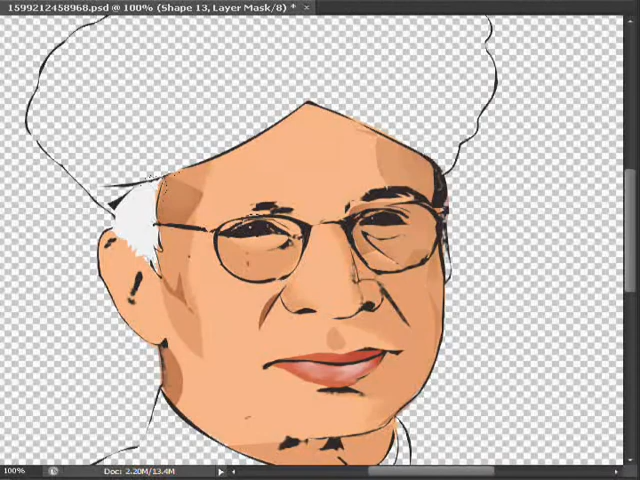 1599212458968.psd @ 100% (Shape 13, Layer Mask/8) * ×
100% Doc: 2.20M/13.4M